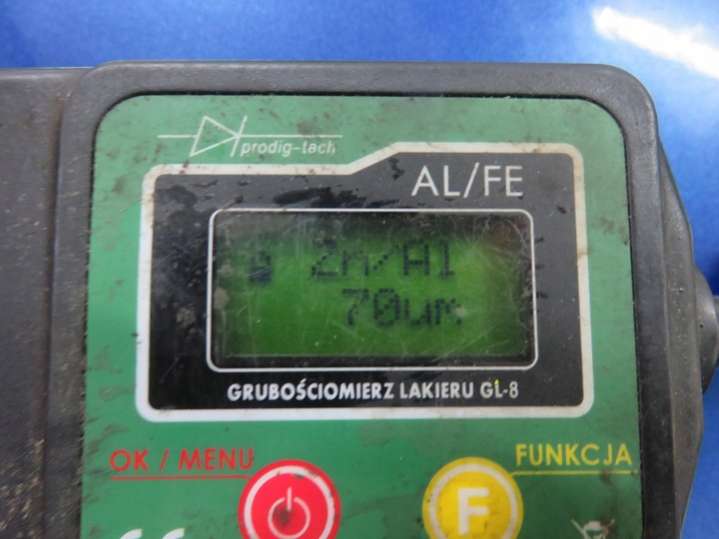 prodig-tech
AL/FE
Zn/Al
70um
GRUBOŚCIOMIERZ LAKIERU GL-8
OK / MENU
FUNKCJA
F